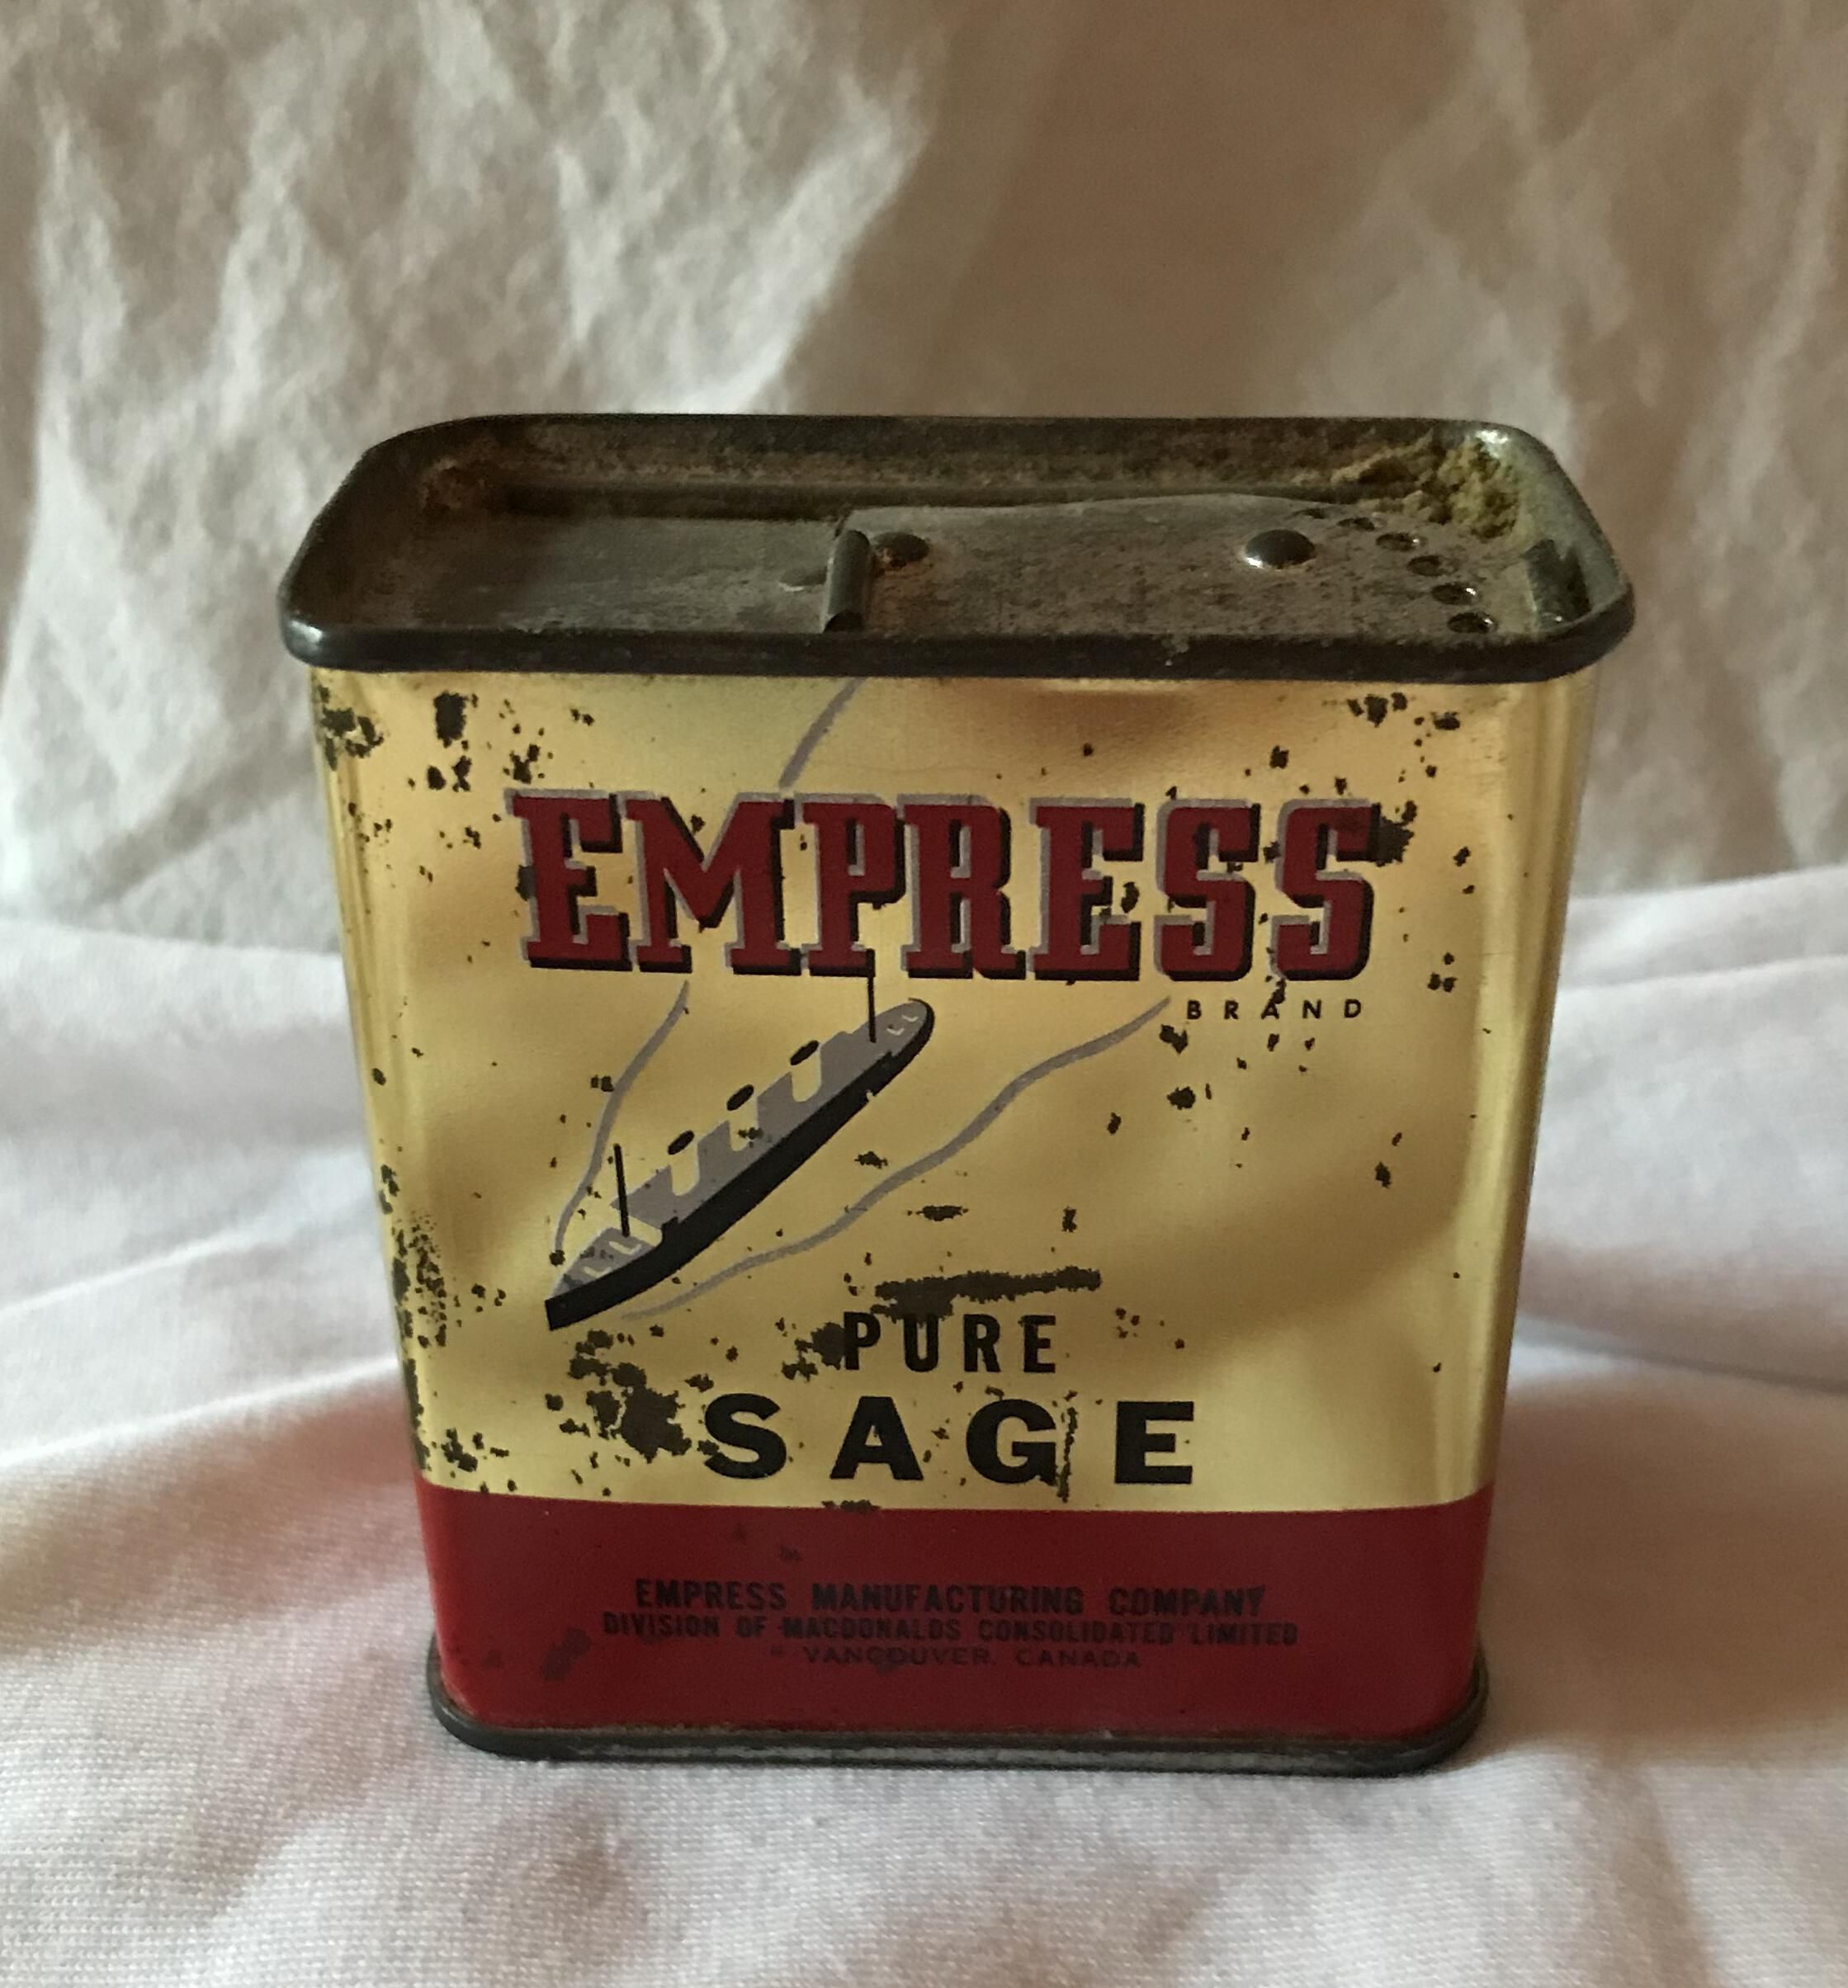 EMPRESS
BRAND
PURE
SAGE
EMPRESS MANUFACTURING COMPANY
DIVISION OF MACDONALDS CONSOLIDATED LIMITED
VANCOUVER, CANADA